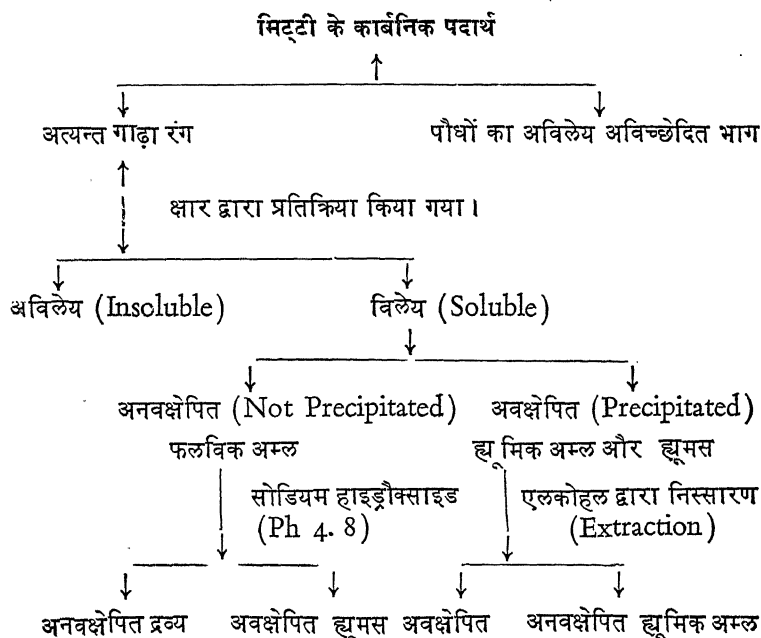 मिट्टी के कार्बनिक पदार्थ
अत्यन्त गाढ़ा रंग पौधों का अविलेय अविच्छेदित भाग
क्षार द्वारा प्रतिक्रिया किया गया।
अविलेय (Insoluble) विलेय (Soluble)
अनवक्षेपित (Not Precipitated) अवक्षेपित (Precipitated)
फलविक अम्ल ह्यूमिक अम्ल और ह्यूमस
सोडियम हाइड्रौक्साइड एलकोहल द्वारा निस्सारण
(Ph 4. 8) (Extraction)
अनवक्षेपित द्रव्य अवक्षेपित ह्यूमस अवक्षेपित अनवक्षेपित ह्यूमिक अम्ल